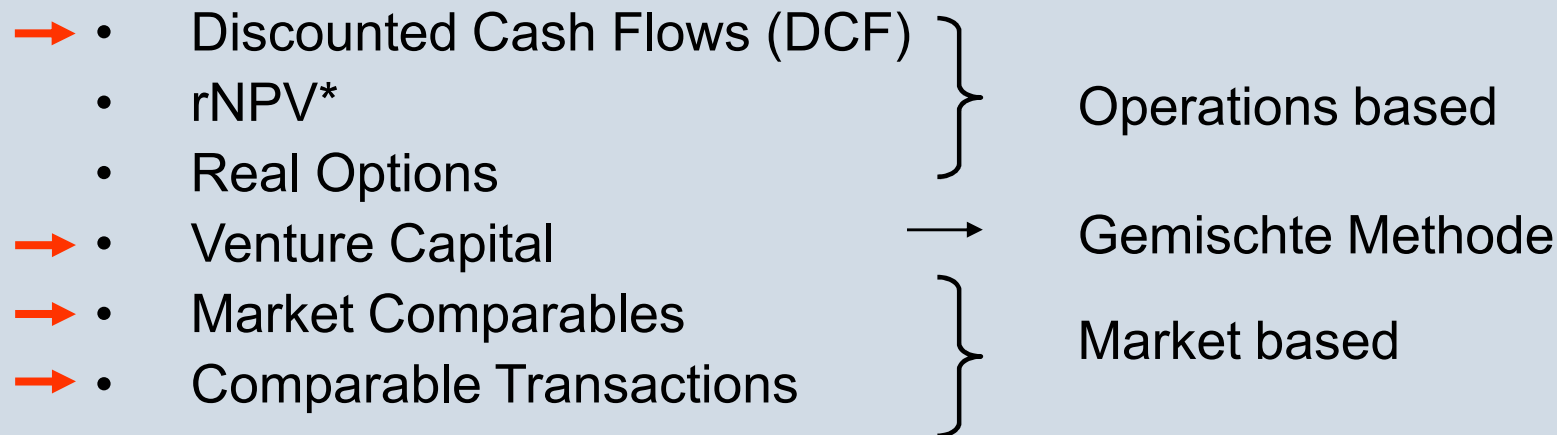 • Discounted Cash Flows (DCF)
• rNPV*
Operations based
• Real Options
• Venture Capital
Gemischte Methode
• Market Comparables
Market based
• Comparable Transactions